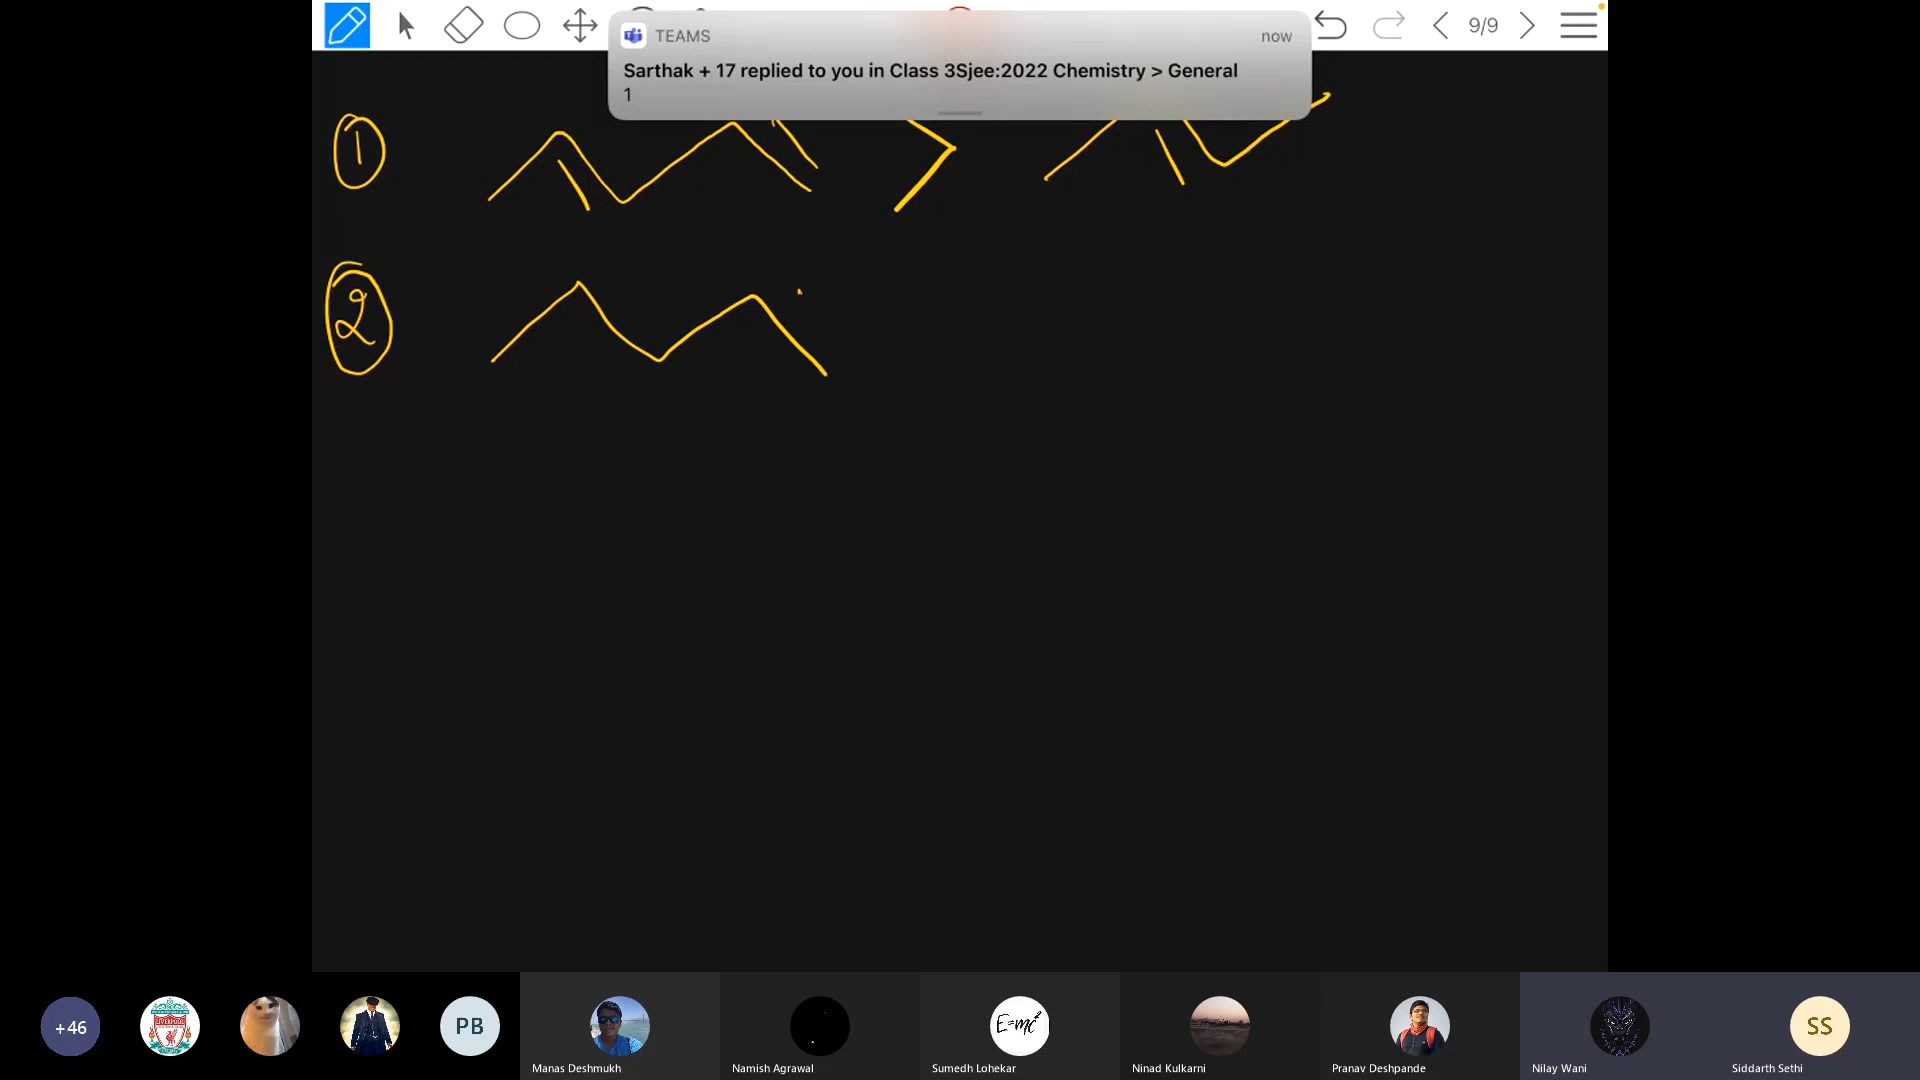 9/9
TEAMS
now
Sarthak + 17 replied to you in Class 3Sjee:2022 Chemistry > General
1
1
>
2
+46
PB
E=mc²
SS
Manas Deshmukh
Namish Agrawal
Sumedh Lohekar
Ninad Kulkarni
Pranav Deshpande
Nilay Wani
Siddarth Sethi